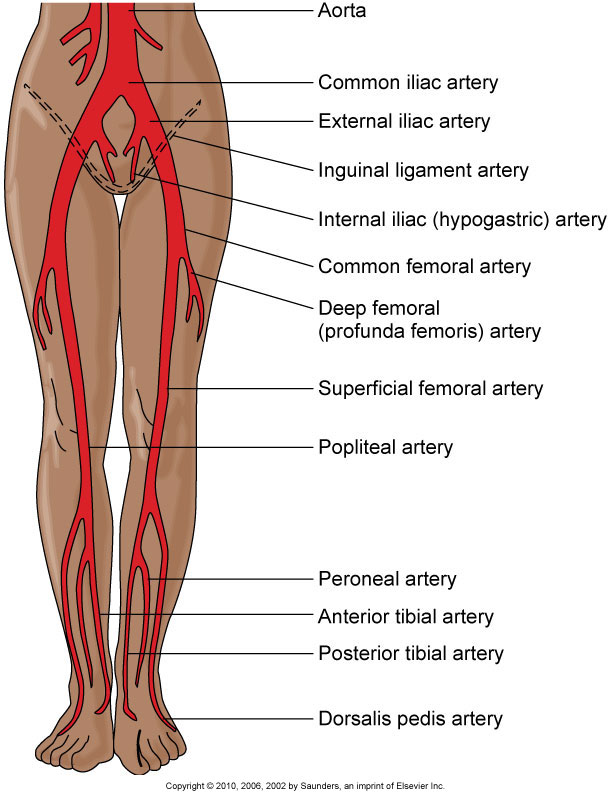 Aorta
Common iliac artery
External iliac artery
Inguinal ligament artery
Internal iliac (hypogastric) artery
Common femoral artery
Deep femoral
(profunda femoris) artery
Superficial femoral artery
Popliteal artery
Peroneal artery
Anterior tibial artery
Posterior tibial artery
Dorsalis pedis artery
Copyright © 2010, 2006, 2002 by Saunders, an imprint of Elsevier Inc.